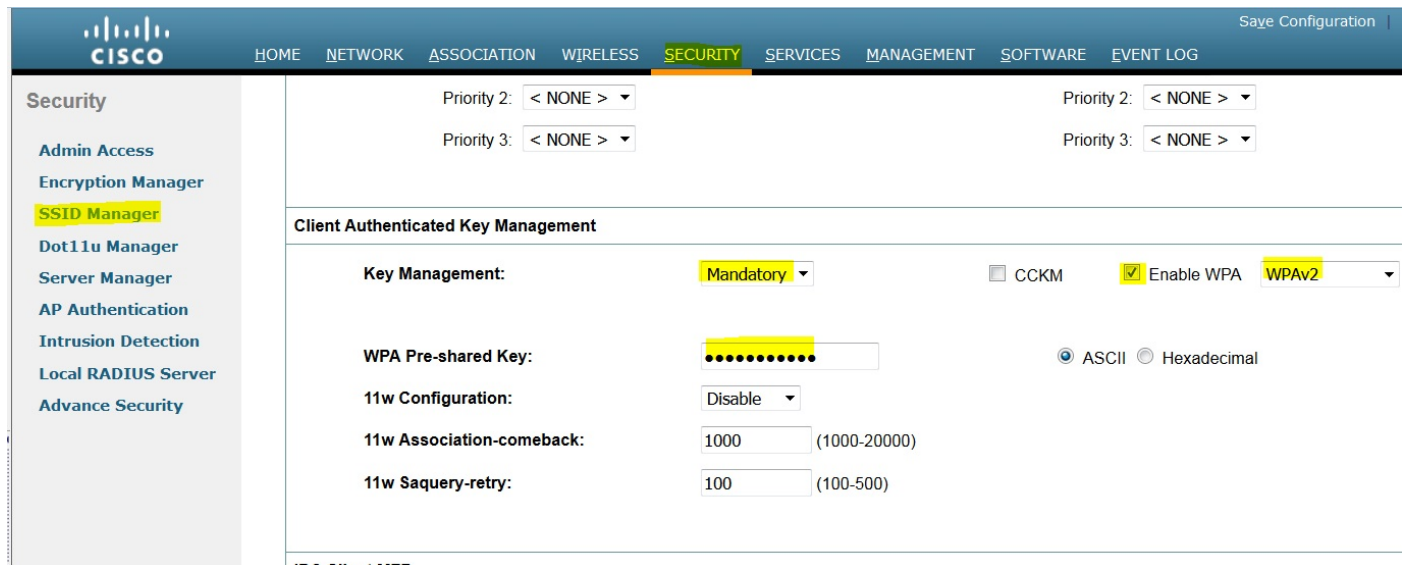 Save Configuration |
CISCO
HOME NETWORK ASSOCIATION WIRELESS SECURITY SERVICES MANAGEMENT SOFTWARE EVENT LOG
Security
Admin Access
Encryption Manager
SSID Manager
Dot11u Manager
Server Manager
AP Authentication
Intrusion Detection
Local RADIUS Server
Advance Security
Priority 2: < NONE > Priority 2: < NONE >
Priority 3: < NONE > Priority 3: < NONE >
Client Authenticated Key Management
Key Management: Mandatory CCKM Enable WPA WPAv2
WPA Pre-shared Key: ••••••••••• ASCII Hexadecimal
11w Configuration: Disable
11w Association-comeback: 1000 (1000-20000)
11w Saquery-retry: 100 (100-500)